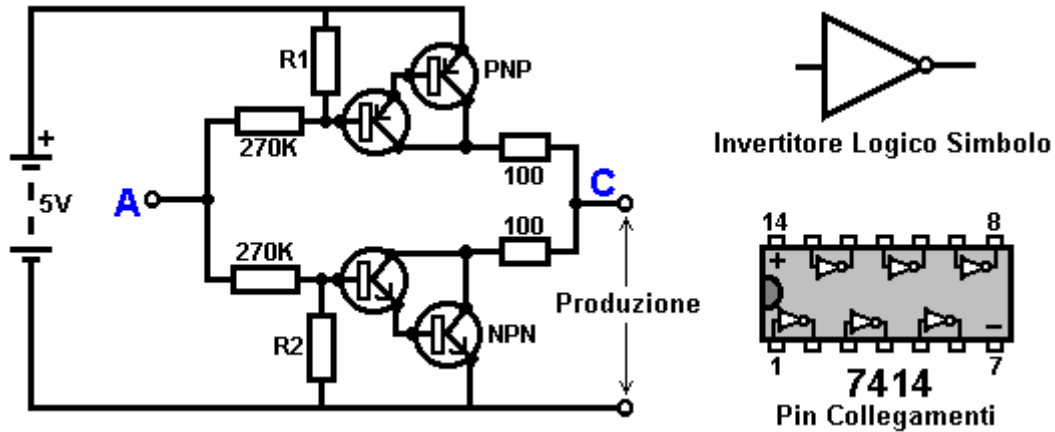 R1
PNP
270K
100
+
5V
A
C
270K
100
R2
NPN
Produzione
Invertitore Logico Simbolo
14
8
+
−
1
7
7414
Pin Collegamenti